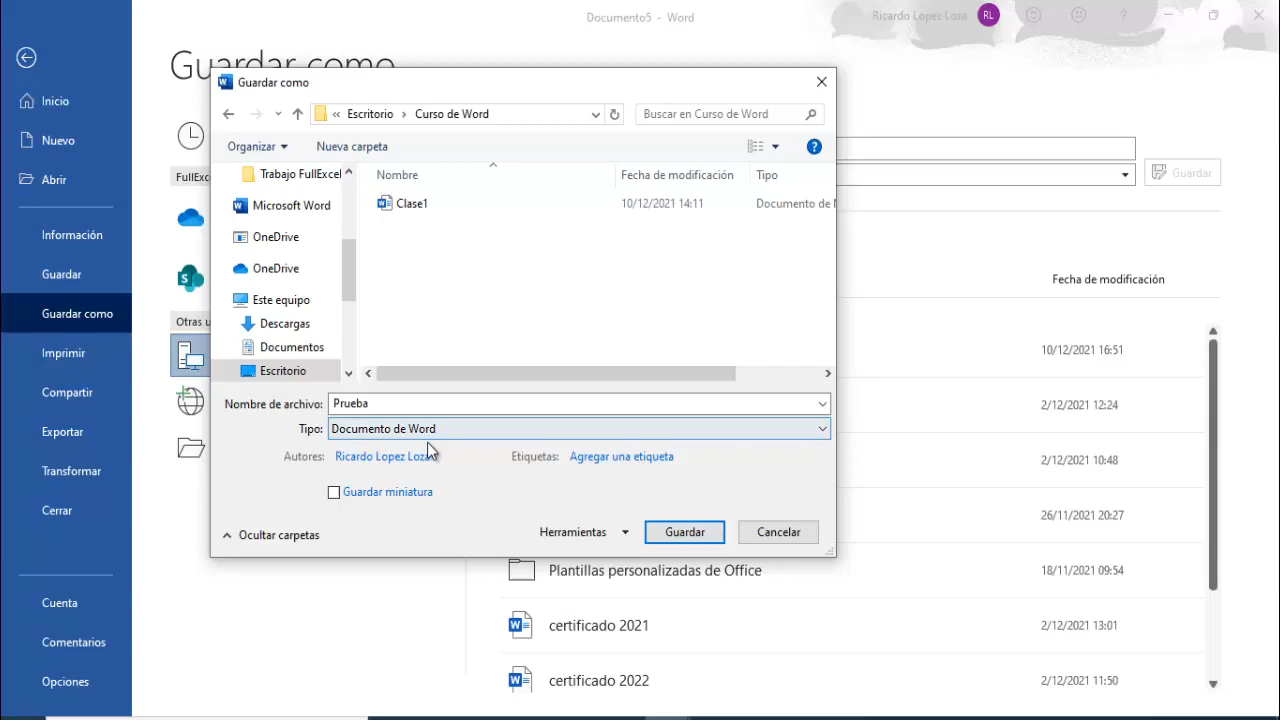 Documento5 - Word
Ricardo Lopez Loza
RL
Guardar como
Inicio
Nuevo
Abrir
Información
Guardar
Guardar como
Imprimir
Compartir
Exportar
Transformar
Cerrar
Cuenta
Comentarios
Opciones
Guardar como
« Escritorio › Curso de Word
Buscar en Curso de Word
Organizar
Nueva carpeta
Trabajo FullExcel
Microsoft Word
OneDrive
OneDrive
Este equipo
Descargas
Documentos
Escritorio
Nombre
Fecha de modificación
Tipo
Clase1
10/12/2021 14:11
Documento de
Nombre de archivo: Prueba
Tipo: Documento de Word
Autores: Ricardo Lopez Loza
Etiquetas: Agregar una etiqueta
Guardar miniatura
Ocultar carpetas
Herramientas
Guardar
Cancelar
Otras u
Guardar
Fecha de modificación
10/12/2021 16:51
2/12/2021 12:24
2/12/2021 10:48
26/11/2021 20:27
Plantillas personalizadas de Office
18/11/2021 09:54
certificado 2021
2/12/2021 13:01
certificado 2022
2/12/2021 11:50